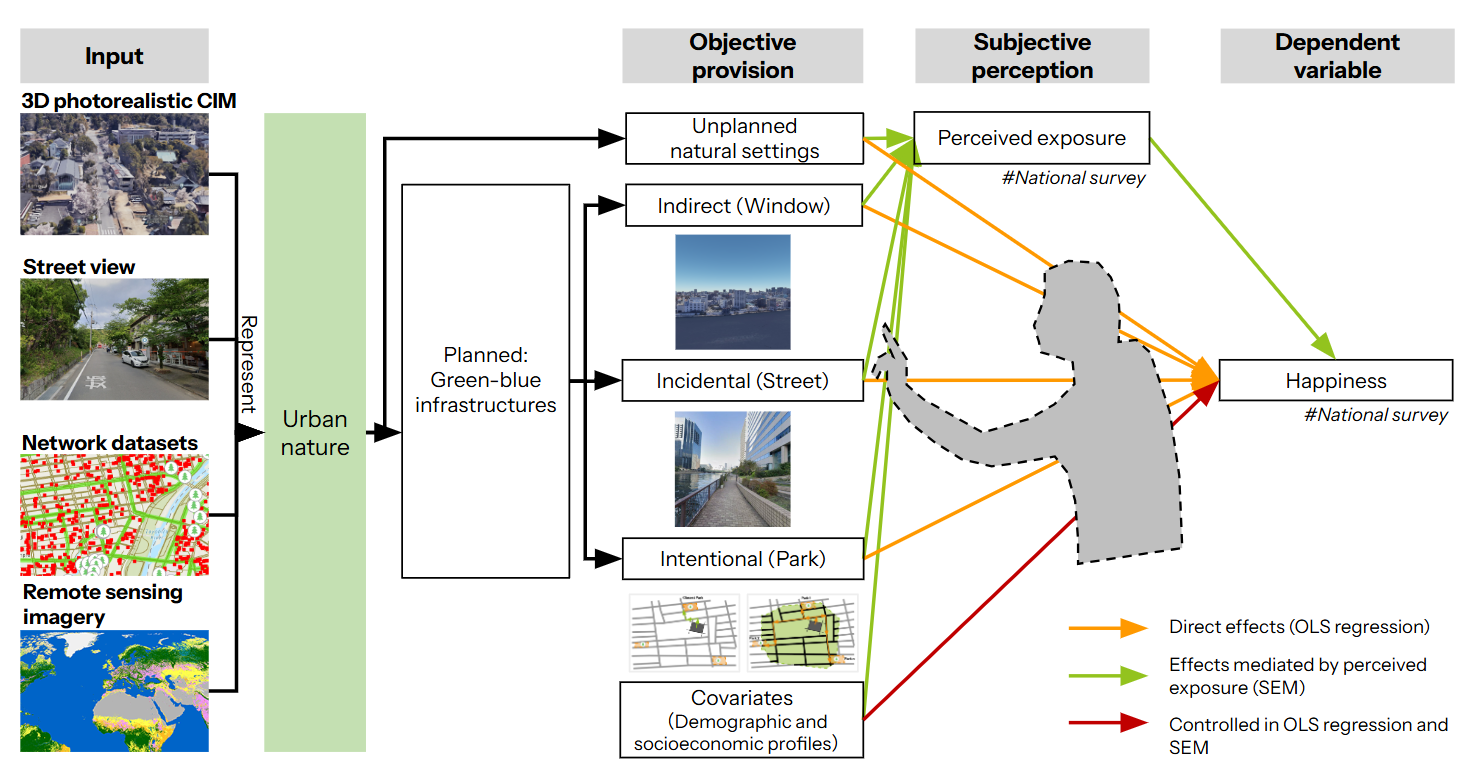 Input
Objective
provision
Subjective
perception
Dependent
variable
3D photorealistic CIM
Street view
Network datasets
Remote sensing
imagery
Represent
Urban
nature
Planned:
Green-blue
infrastructures
Unplanned
natural settings
Indirect (Window)
Incidental (Street)
Intentional (Park)
Covariates
(Demographic and
socioeconomic profiles)
Perceived exposure
#National survey
Happiness
#National survey
Direct effects (OLS regression)
Effects mediated by perceived
exposure (SEM)
Controlled in OLS regression and
SEM